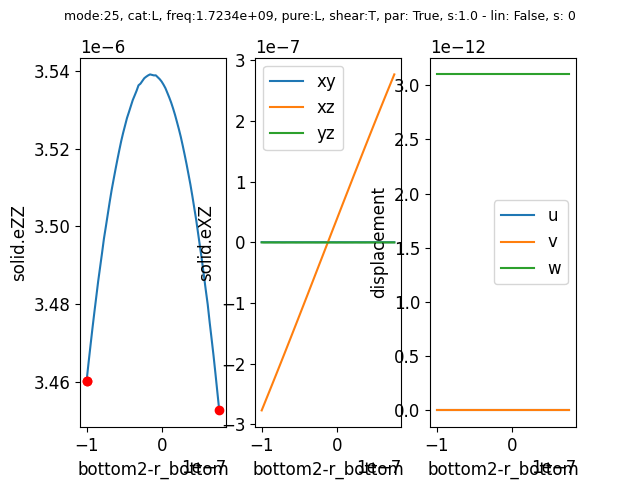 mode:25, cat:L, freq:1.7234e+09, pure:L, shear:T, par: True, s:1.0 - lin: False, s: 0
1e−6
3.54
3.52
3.50
3.48
3.46
solid.eZZ
−1
0
1e−7
bottom2-r_bottom
1e−7
3
2
1
0
−1
−2
−3
solid.eXZ
xy
xz
yz
−1
0
1e−7
bottom2-r_bottom
1e−12
3.0
2.5
2.0
1.5
1.0
0.5
0.0
displacement
u
v
w
−1
0
1e−7
bottom2-r_bottom